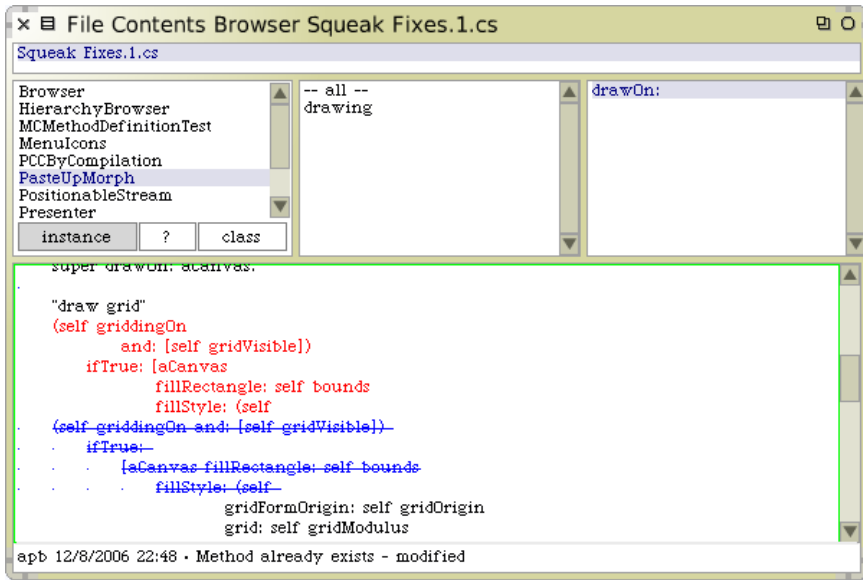 File Contents Browser Squeak Fixes.1.cs
Squeak Fixes.1.cs
Browser
HierarchyBrowser
MCMethodDefinitionTest
MenuIcons
PCCByCompilation
PasteUpMorph
PositionableStream
Presenter
instance ? class
-- all --
drawing
drawOn:
super drawOn: aCanvas.
"draw grid"
(self griddingOn
and: [self gridVisible])
ifTrue: [aCanvas
fillRectangle: self bounds
fillStyle: (self
(self griddingOn and: [self gridVisible])
ifTrue:
[aCanvas fillRectangle: self bounds
fillStyle: (self
gridFormOrigin: self gridOrigin
grid: self gridModulus
apb 12/8/2006 22:48 · Method already exists - modified